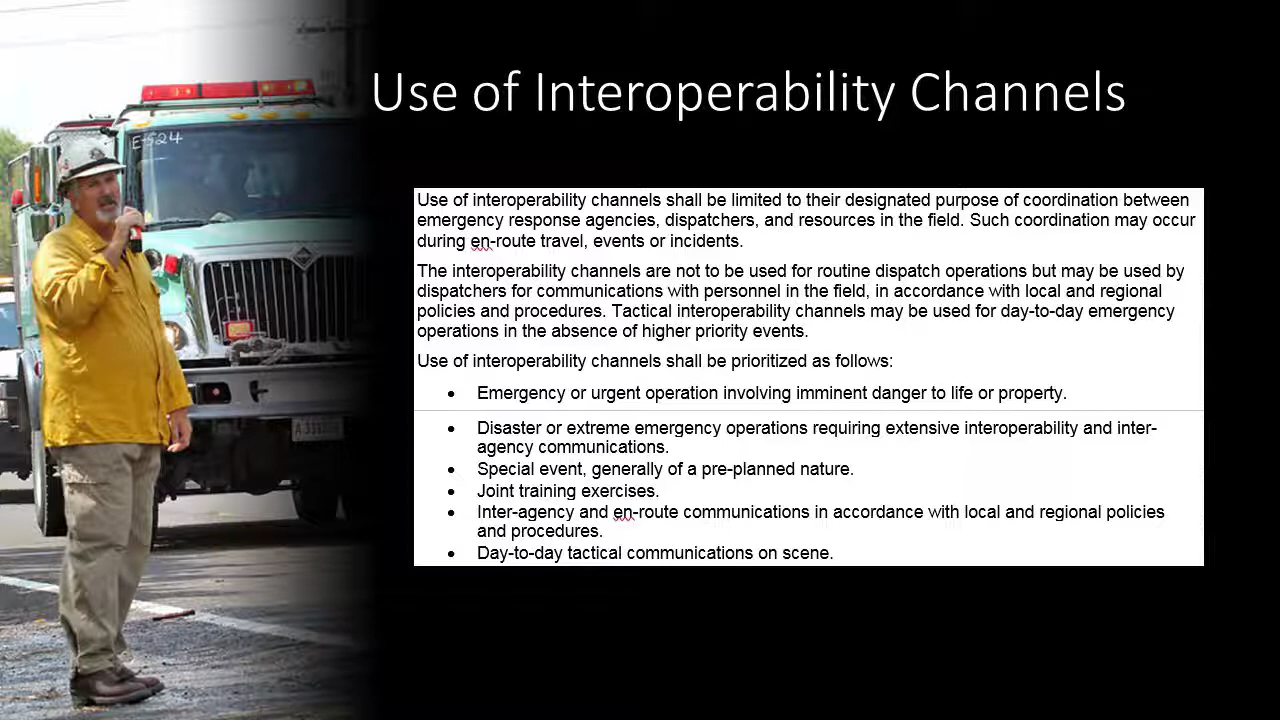 Use of Interoperability Channels
E-524
Use of interoperability channels shall be limited to their designated purpose of coordination between
emergency response agencies, dispatchers, and resources in the field. Such coordination may occur
during en-route travel, events or incidents.
The interoperability channels are not to be used for routine dispatch operations but may be used by
dispatchers for communications with personnel in the field, in accordance with local and regional
policies and procedures. Tactical interoperability channels may be used for day-to-day emergency
operations in the absence of higher priority events.
Use of interoperability channels shall be prioritized as follows:
• Emergency or urgent operation involving imminent danger to life or property.
• Disaster or extreme emergency operations requiring extensive interoperability and inter-
agency communications.
• Special event, generally of a pre-planned nature.
• Joint training exercises.
• Inter-agency and en-route communications in accordance with local and regional policies
and procedures.
• Day-to-day tactical communications on scene.